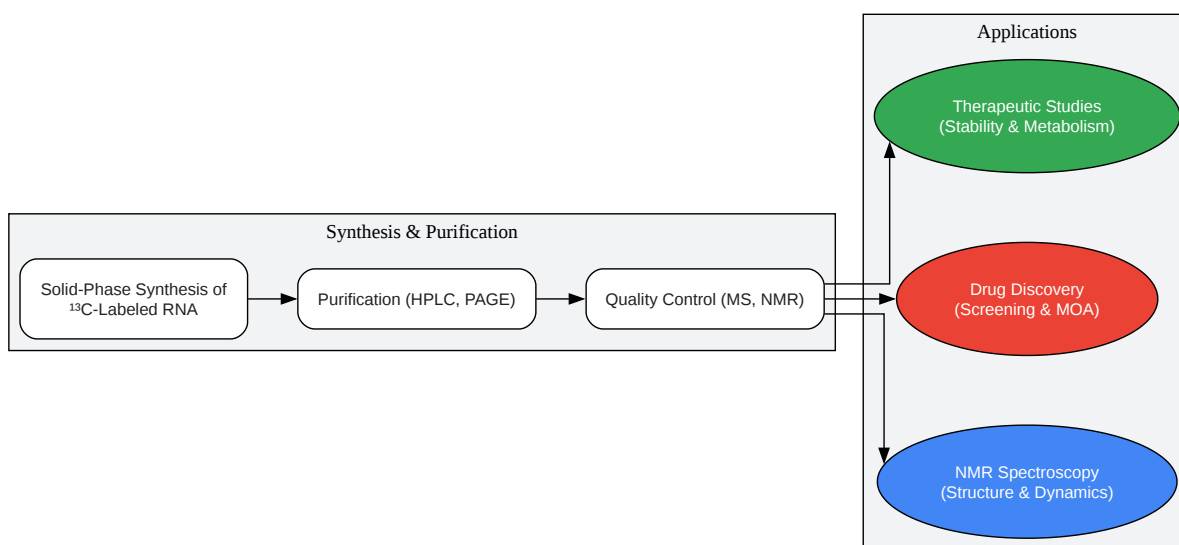 Synthesis & Purification
Solid-Phase Synthesis of
¹³C-Labeled RNA
Purification (HPLC, PAGE)
Quality Control (MS, NMR)
Applications
Therapeutic Studies
(Stability & Metabolism)
Drug Discovery
(Screening & MOA)
NMR Spectroscopy
(Structure & Dynamics)